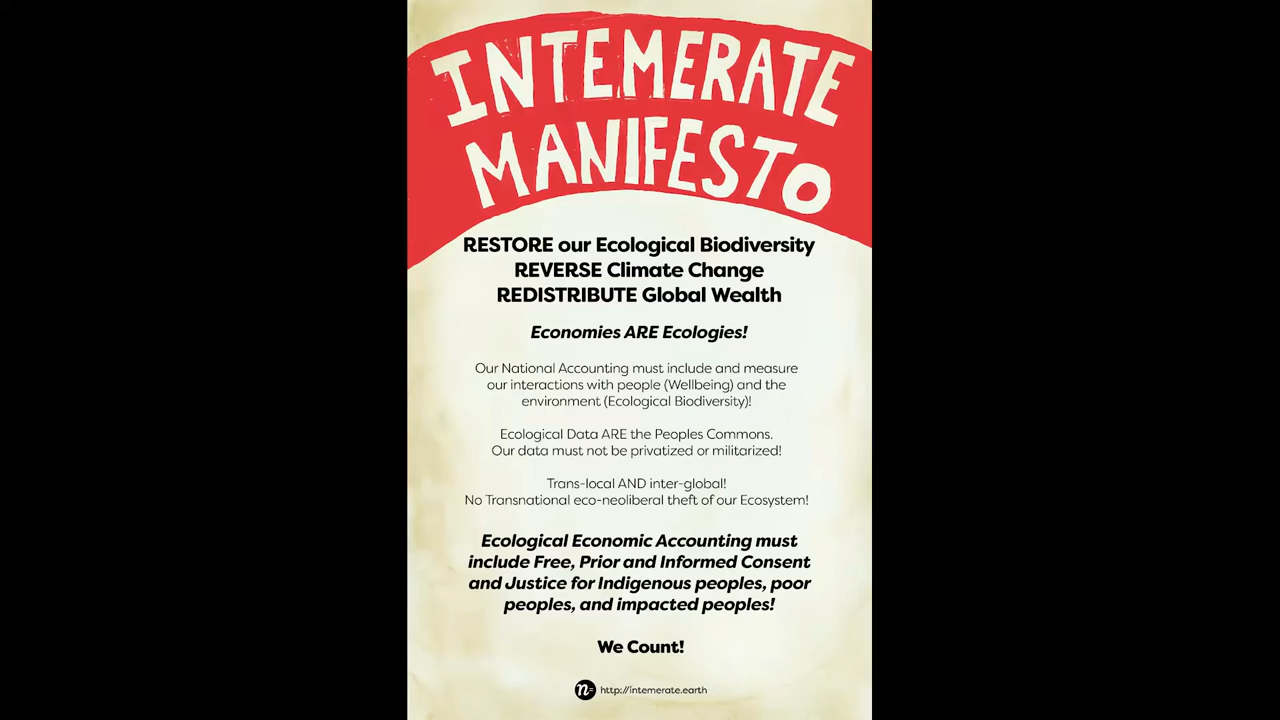 INTEMERATE
MANIFESTO
RESTORE our Ecological Biodiversity
REVERSE Climate Change
REDISTRIBUTE Global Wealth
Economies ARE Ecologies!
Our National Accounting must include and measure
our interactions with people (Wellbeing) and the
environment (Ecological Biodiversity)!
Ecological Data ARE the Peoples Commons.
Our data must not be privatized or militarized!
Trans-local AND inter-global!
No Transnational eco-neoliberal theft of our Ecosystem!
Ecological Economic Accounting must
include Free, Prior and Informed Consent
and Justice for Indigenous peoples, poor
peoples, and impacted peoples!
We Count!
n= http://intemerate.earth